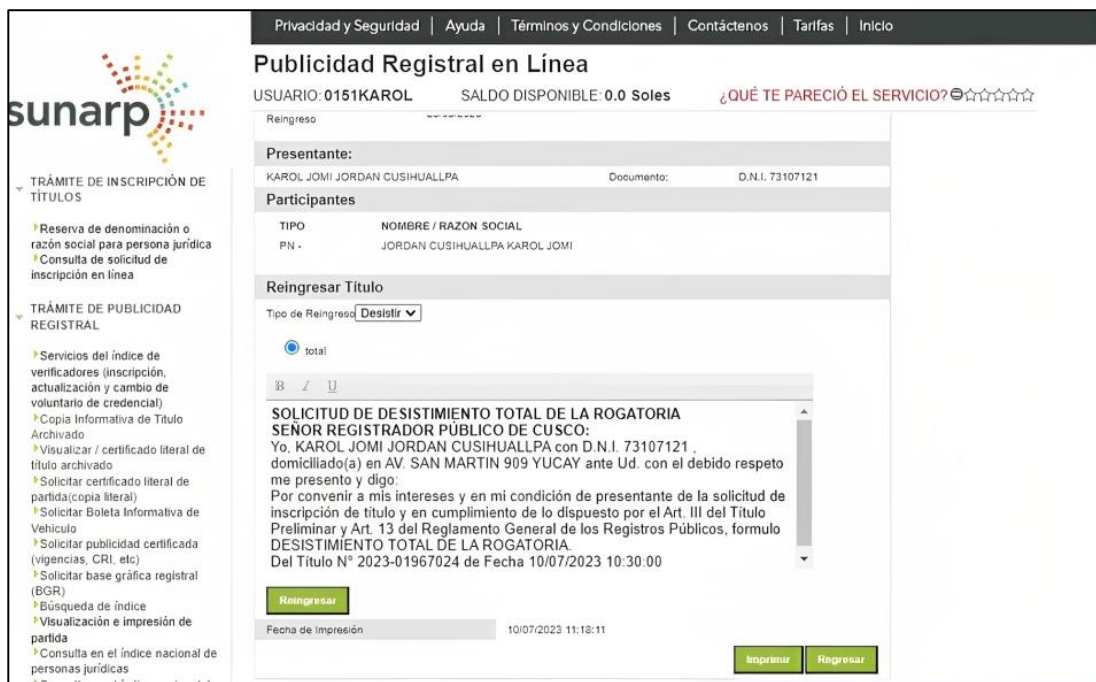 Privacidad y Seguridad | Ayuda | Términos y Condiciones | Contáctenos | Tarifas | Inicio
sunarp
Publicidad Registral en Línea
USUARIO: 0151KAROL SALDO DISPONIBLE: 0.0 Soles ¿QUÉ TE PARECIÓ EL SERVICIO?
TRÁMITE DE INSCRIPCIÓN DE
TÍTULOS
Reserva de denominación o
razón social para persona jurídica
Consulta de solicitud de
inscripción en línea
TRÁMITE DE PUBLICIDAD
REGISTRAL
Servicios del índice de
verificadores (inscripción,
actualización y cambio de
voluntario de credencial)
Copia Informativa de Título
Archivado
Visualizar / certificado literal de
título archivado
Solicitar certificado literal de
partida(copia literal)
Solicitar Boleta Informativa de
Vehiculo
Solicitar publicidad certificada
(vigencias, CRI, etc)
Solicitar base gráfica registral
(BGR)
Búsqueda de índice
Visualización e impresión de
partida
Consulta en el índice nacional de
personas jurídicas
Reingreso
Presentante:
KAROL JOMI JORDAN CUSIHUALLPA Documento: D.N.I. 73107121
Participantes
TIPO NOMBRE / RAZON SOCIAL
PN - JORDAN CUSIHUALLPA KAROL JOMI
Reingresar Título
Tipo de Reingreso Desistir
total
B I U
SOLICITUD DE DESISTIMIENTO TOTAL DE LA ROGATORIA
SEÑOR REGISTRADOR PÚBLICO DE CUSCO:
Yo, KAROL JOMI JORDAN CUSIHUALLPA con D.N.I. 73107121 ,
domiciliado(a) en AV. SAN MARTIN 909 YUCAY ante Ud. con el debido respeto
me presento y digo:
Por convenir a mis intereses y en mi condición de presentante de la solicitud de
inscripción de título y en cumplimiento de lo dispuesto por el Art. III del Título
Preliminar y Art. 13 del Reglamento General de los Registros Públicos, formulo
DESISTIMIENTO TOTAL DE LA ROGATORIA.
Del Título N° 2023-01967024 de Fecha 10/07/2023 10:30:00
Reingresar
Fecha de Impresión 10/07/2023 11:18:11
Imprimir Regresar